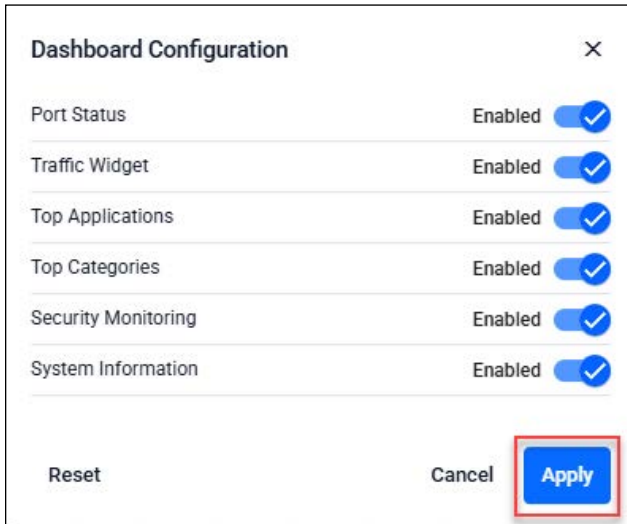 Dashboard Configuration
Port Status Enabled
Traffic Widget Enabled
Top Applications Enabled
Top Categories Enabled
Security Monitoring Enabled
System Information Enabled
Reset Cancel Apply